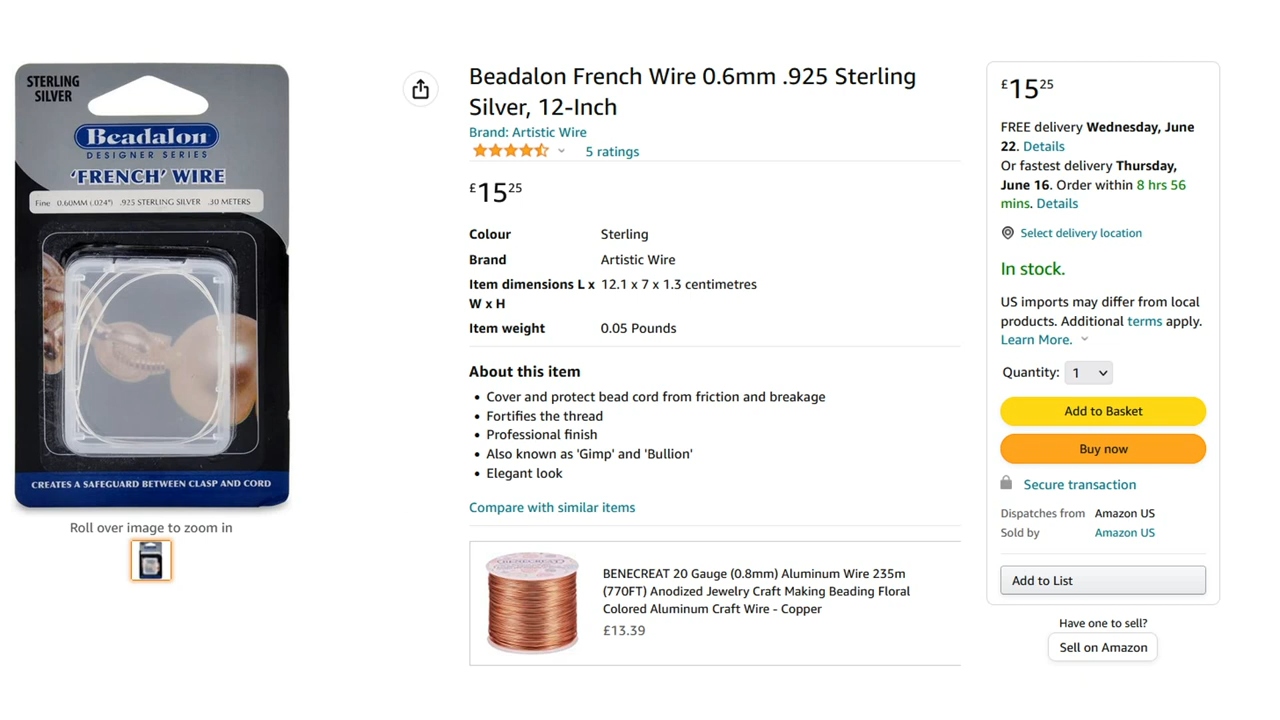 STERLING
SILVER
Beadalon
DESIGNER SERIES
'FRENCH' WIRE
Fine 0.60MM (.024") .925 STERLING SILVER .30 METERS
CREATES A SAFEGUARD BETWEEN CLASP AND CORD
Roll over image to zoom in
Beadalon French Wire 0.6mm .925 Sterling
Silver, 12-Inch
Brand: Artistic Wire
5 ratings
£15.25
Colour Sterling
Brand Artistic Wire
Item dimensions L x 12.1 x 7 x 1.3 centimetres
W x H
Item weight 0.05 Pounds
About this item
• Cover and protect bead cord from friction and breakage
• Fortifies the thread
• Professional finish
• Also known as 'Gimp' and 'Bullion'
• Elegant look
Compare with similar items
BENECREAT
BENECREAT 20 Gauge (0.8mm) Aluminum Wire 235m
(770FT) Anodized Jewelry Craft Making Beading Floral
Colored Aluminum Craft Wire - Copper
£13.39
£15 25
FREE delivery Wednesday, June
22. Details
Or fastest delivery Thursday,
June 16. Order within 8 hrs 56
mins. Details
Select delivery location
In stock.
US imports may differ from local
products. Additional terms apply.
Learn More.
Quantity: 1
Add to Basket
Buy now
Secure transaction
Dispatches from Amazon US
Sold by Amazon US
Add to List
Have one to sell?
Sell on Amazon